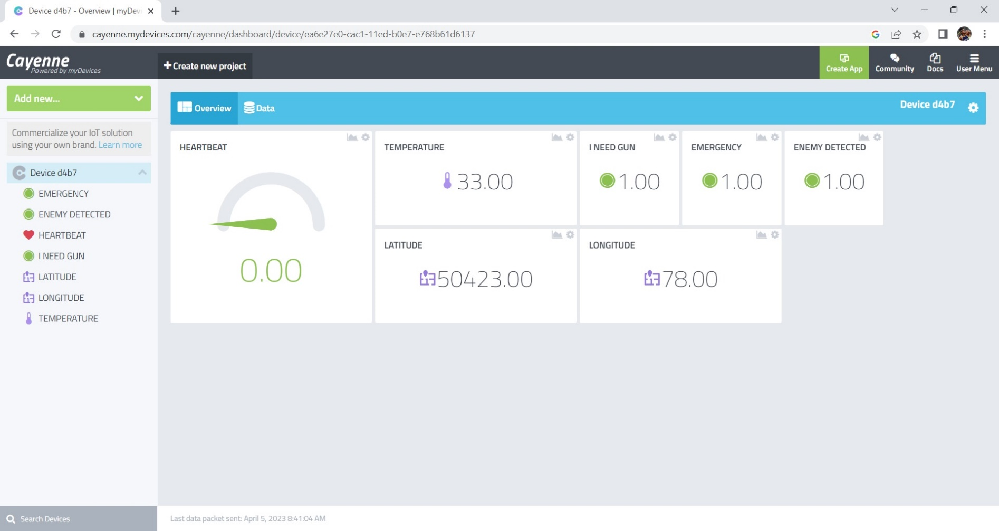 Device d4b7 - Overview | myDevi
cayenne.mydevices.com/cayenne/dashboard/device/ea6e27e0-cac1-11ed-b0e7-e768b61d6137
Cayenne
Powered by myDevices
+Create new project
Create App
Community
Docs
User Menu
Add new...
Commercialize your IoT solution
using your own brand. Learn more
Device d4b7
EMERGENCY
ENEMY DETECTED
HEARTBEAT
I NEED GUN
LATITUDE
LONGITUDE
TEMPERATURE
Search Devices
Overview
Data
Device d4b7
HEARTBEAT
0.00
TEMPERATURE
33.00
I NEED GUN
1.00
EMERGENCY
1.00
ENEMY DETECTED
1.00
LATITUDE
50423.00
LONGITUDE
78.00
Last data packet sent: April 5, 2023 8:41:04 AM